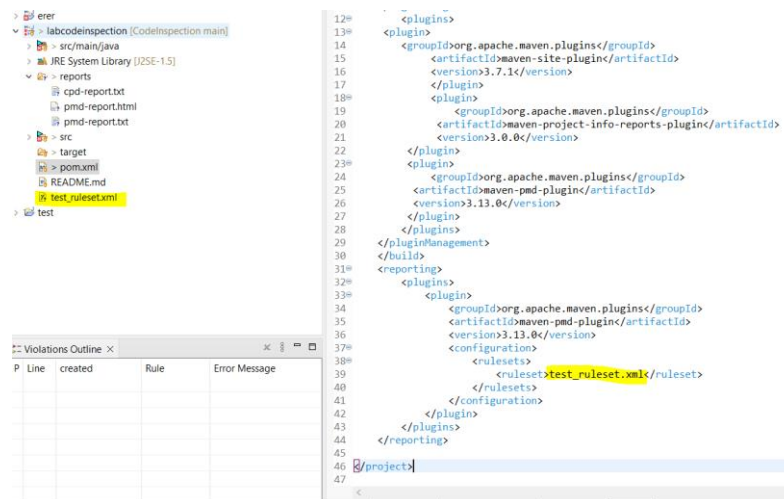 erer
> labcodeinspection [CodeInspection main]
> src/main/java
JRE System Library [J2SE-1.5]
> reports
cpd-report.txt
pmd-report.html
pmd-report.txt
> src
> target
> pom.xml
README.md
test_ruleset.xml
test
Violations Outline
P Line created Rule Error Message
12 <plugins>
13 <plugin>
14 <groupId>org.apache.maven.plugins</groupId>
15 <artifactId>maven-site-plugin</artifactId>
16 <version>3.7.1</version>
17 </plugin>
18 <plugin>
19 <groupId>org.apache.maven.plugins</groupId>
20 <artifactId>maven-project-info-reports-plugin</artifactId>
21 <version>3.0.0</version>
22 </plugin>
23 <plugin>
24 <groupId>org.apache.maven.plugins</groupId>
25 <artifactId>maven-pmd-plugin</artifactId>
26 <version>3.13.0</version>
27 </plugin>
28 </plugins>
29 </pluginManagement>
30 </build>
31 <reporting>
32 <plugins>
33 <plugin>
34 <groupId>org.apache.maven.plugins</groupId>
35 <artifactId>maven-pmd-plugin</artifactId>
36 <version>3.13.0</version>
37 <configuration>
38 <rulesets>
39 <ruleset>test_ruleset.xml</ruleset>
40 </rulesets>
41 </configuration>
42 </plugin>
43 </plugins>
44 </reporting>
45
46 </project>
47